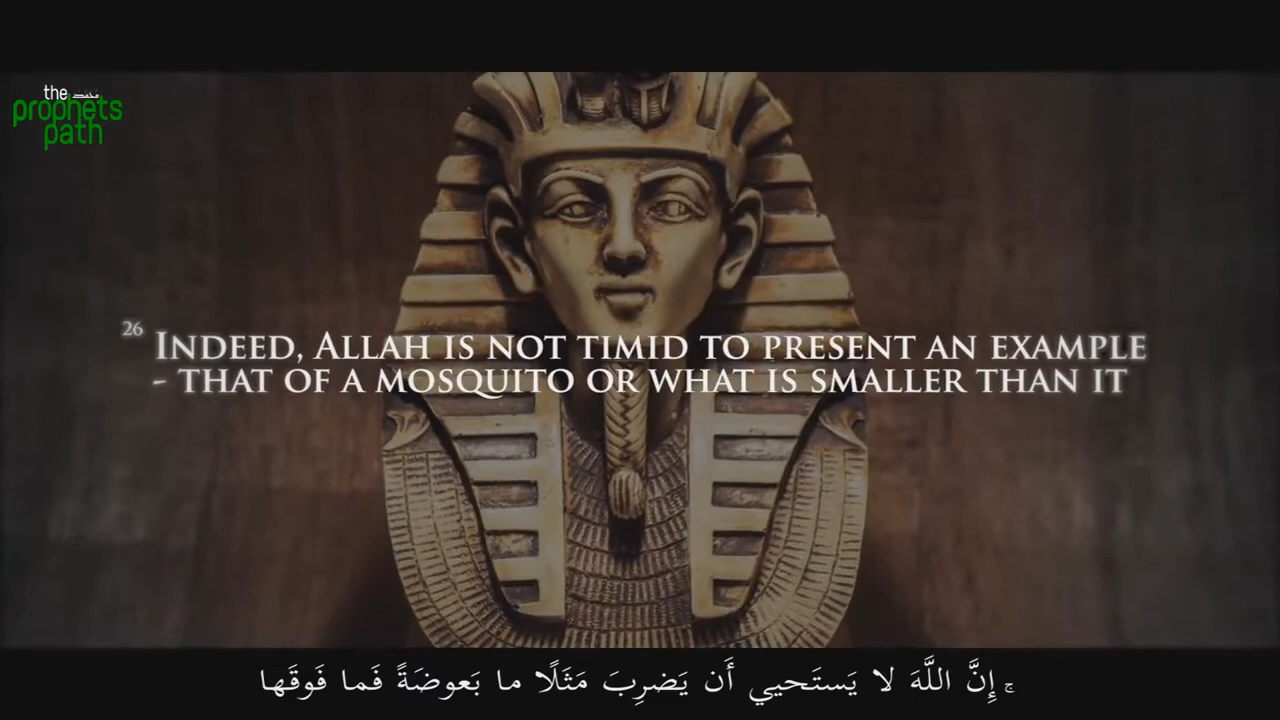 the محمد
prophets
path
26 INDEED, ALLAH IS NOT TIMID TO PRESENT AN EXAMPLE
- THAT OF A MOSQUITO OR WHAT IS SMALLER THAN IT
ۚ إِنَّ اللَّهَ لا يَستَحيي أَن يَضرِبَ مَثَلًا ما بَعوضَةً فَما فَوقَها